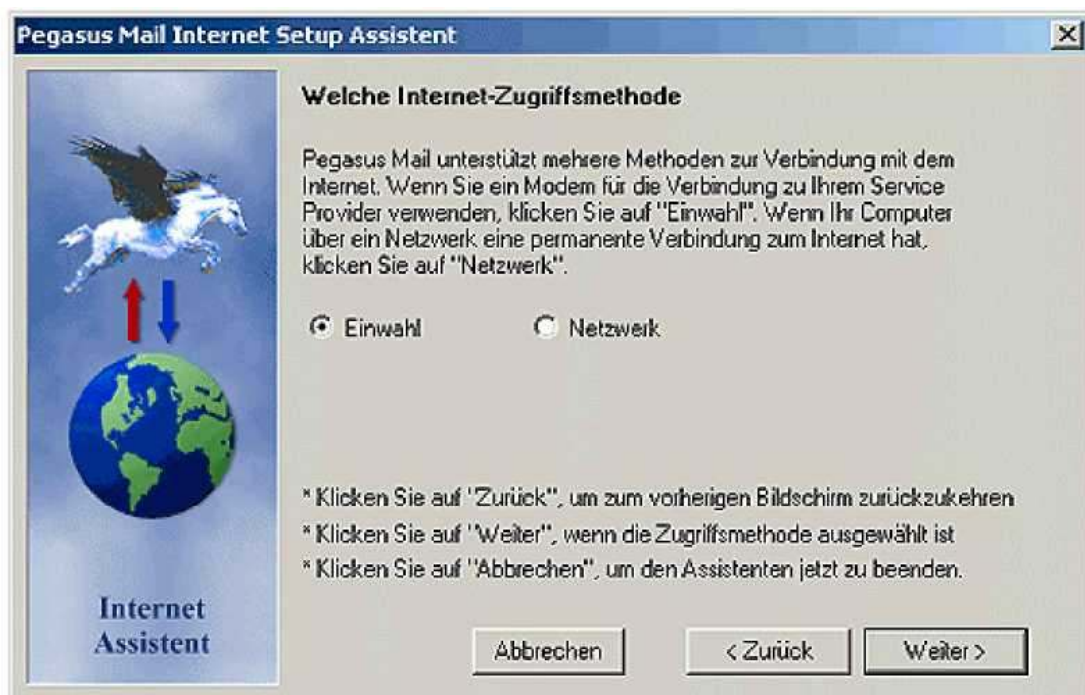 Pegasus Mail Internet Setup Assistent
Welche Internet-Zugriffsmethode
Pegasus Mail unterstützt mehrere Methoden zur Verbindung mit dem
Internet. Wenn Sie ein Modem für die Verbindung zu Ihrem Service
Provider verwenden, klicken Sie auf "Einwahl". Wenn Ihr Computer
über ein Netzwerk eine permanente Verbindung zum Internet hat,
klicken Sie auf "Netzwerk".
Einwahl Netzwerk
* Klicken Sie auf "Zurück", um zum vorherigen Bildschirm zurückzukehren
* Klicken Sie auf "Weiter", wenn die Zugriffsmethode ausgewählt ist
* Klicken Sie auf "Abbrechen", um den Assistenten jetzt zu beenden.
Internet
Assistent
Abbrechen < Zurück Weiter >